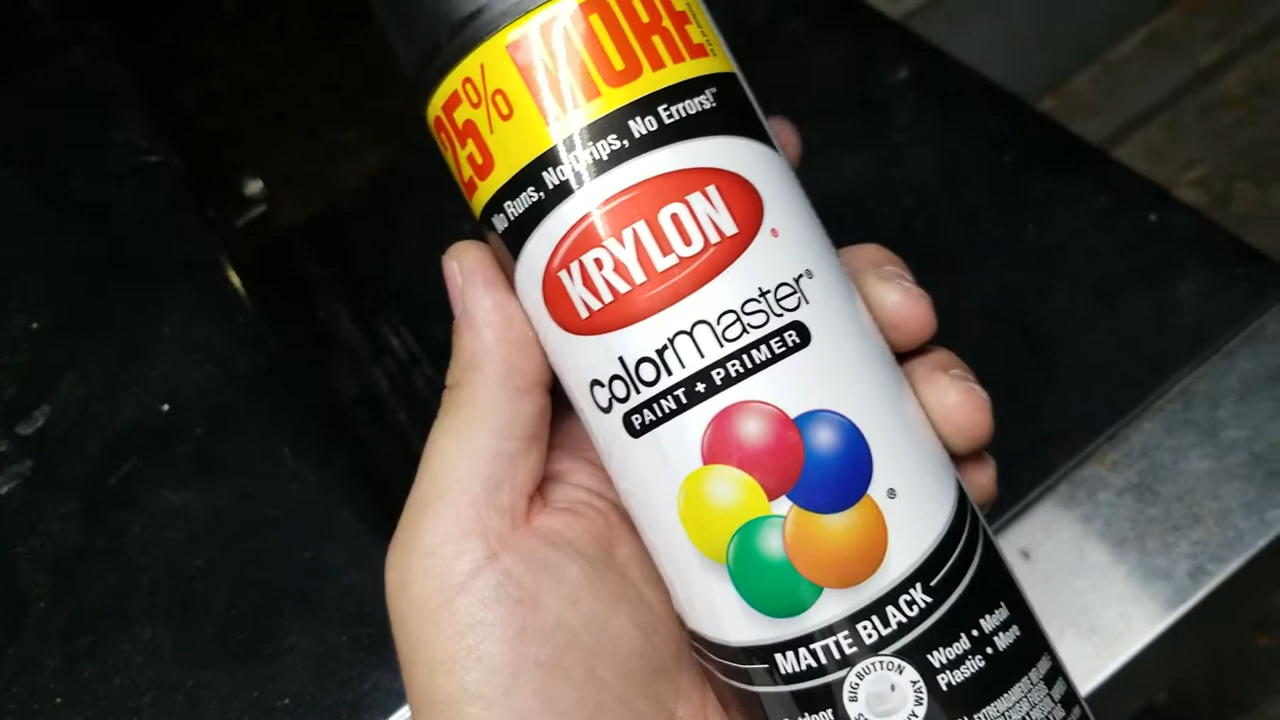 25% MORE
No Runs, No Drips, No Errors!™
KRYLON®
colormaster®
PAINT + PRIMER
®
MATTE BLACK
BIG BUTTON
Wood • Metal
Plastic • More